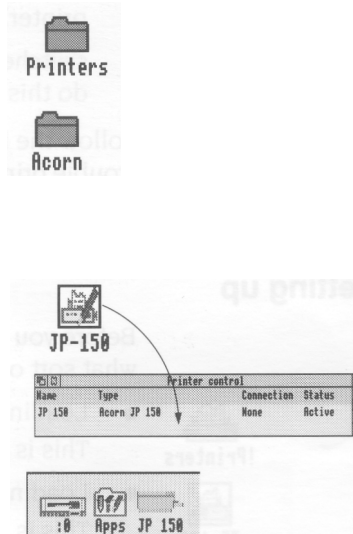 Printers
Acorn
JP-150
Printer control
Name Type Connection Status
JP 150 Acorn JP 150 None Active
:0 Apps JP 150